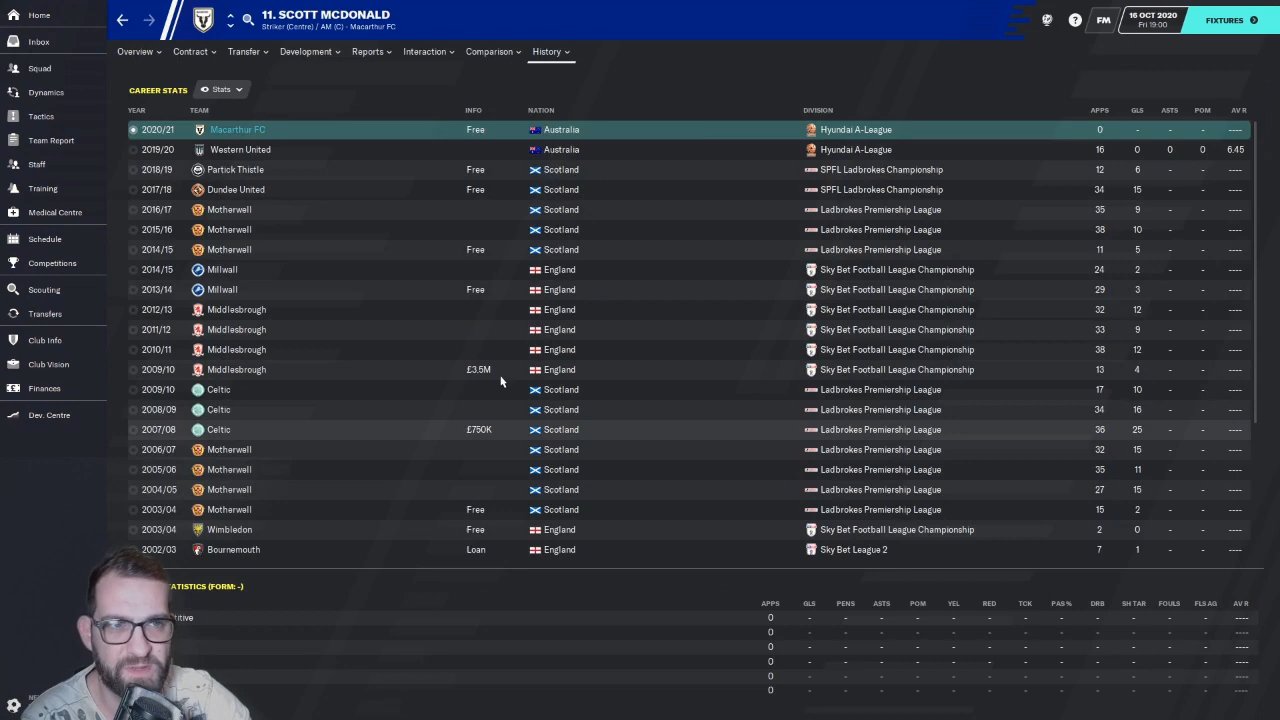 Home
Inbox
Squad
Dynamics
Tactics
Team Report
Staff
Training
Medical Centre
Schedule
Competitions
Scouting
Transfers
Club Info
Club Vision
Finances
Dev. Centre
11. SCOTT MCDONALD
Striker (Centre) / AM (C) - Macarthur FC
? FM 16 OCT 2020 FIXTURES
Fri 19:00
Overview Contract Transfer Development Reports Interaction Comparison History
CAREER STATS Stats
YEAR TEAM INFO NATION DIVISION APPS GLS ASTS POM AV R
2020/21 Macarthur FC Free Australia Hyundai A-League 0 - - - ----
2019/20 Western United Australia Hyundai A-League 16 0 0 0 6.45
2018/19 Partick Thistle Free Scotland SPFL Ladbrokes Championship 12 6 - - ----
2017/18 Dundee United Free Scotland SPFL Ladbrokes Championship 34 15 - - ----
2016/17 Motherwell Scotland Ladbrokes Premiership League 35 9 - - ----
2015/16 Motherwell Scotland Ladbrokes Premiership League 38 10 - - ----
2014/15 Motherwell Free Scotland Ladbrokes Premiership League 11 5 - - ----
2014/15 Millwall England Sky Bet Football League Championship 24 2 - - ----
2013/14 Millwall Free England Sky Bet Football League Championship 29 3 - - ----
2012/13 Middlesbrough England Sky Bet Football League Championship 32 12 - - ----
2011/12 Middlesbrough England Sky Bet Football League Championship 33 9 - - ----
2010/11 Middlesbrough England Sky Bet Football League Championship 38 12 - - ----
2009/10 Middlesbrough £3.5M England Sky Bet Football League Championship 13 4 - - ----
2009/10 Celtic Scotland Ladbrokes Premiership League 17 10 - - ----
2008/09 Celtic Scotland Ladbrokes Premiership League 34 16 - - ----
2007/08 Celtic £750K Scotland Ladbrokes Premiership League 36 25 - - ----
2006/07 Motherwell Scotland Ladbrokes Premiership League 32 15 - - ----
2005/06 Motherwell Scotland Ladbrokes Premiership League 35 11 - - ----
2004/05 Motherwell Scotland Ladbrokes Premiership League 27 15 - - ----
2003/04 Motherwell Free Scotland Ladbrokes Premiership League 15 2 - - ----
2003/04 Wimbledon Free England Sky Bet Football League Championship 2 0 - - ----
2002/03 Bournemouth Loan England Sky Bet League 2 7 1 - - ----
ATISTICS (FORM: -)
APPS GLS PENS ASTS POM YEL RED TCK PAS % DRB SH TAR FOULS FLS AG AV R
titive 0 - - - - - - - - - - - - ----
0 - - - - - - - - - - - - ----
0 - - - - - - - - - - - - ----
0 - - - - - - - - - - - - ----
0 - - - - - - - - - - - - ----
0 - - - - - - - - - - - - ----